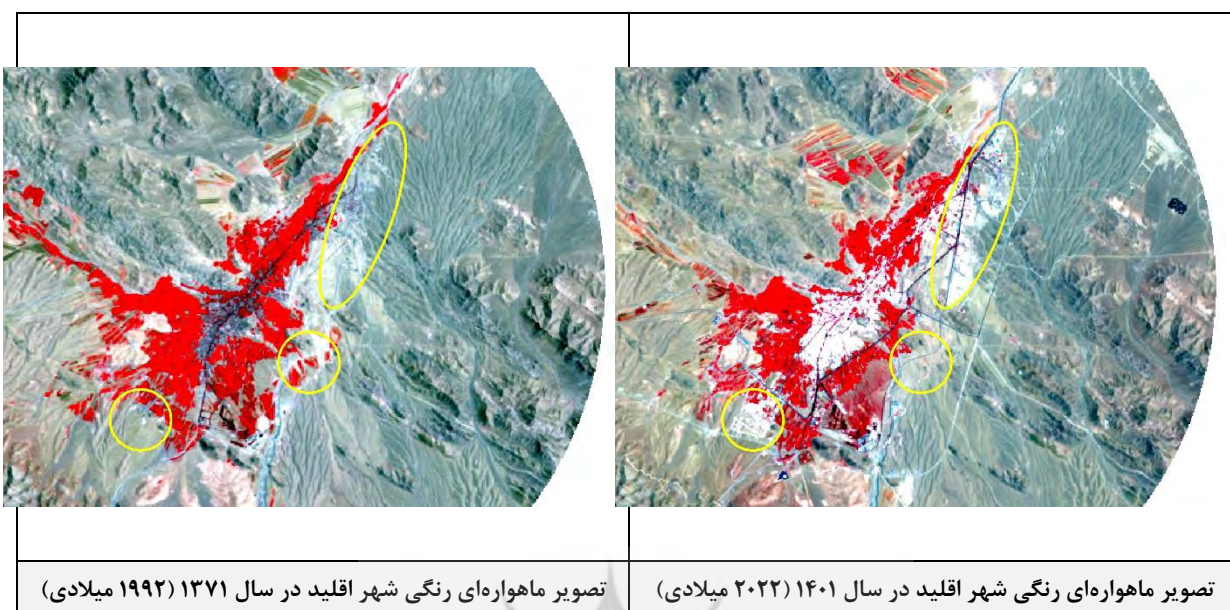 تصویر ماهواره‌ای رنگی شهر اقلید در سال ۱۴۰۱ (۲۰۲۲ میلادی)
تصویر ماهواره‌ای رنگی شهر اقلید در سال ۱۳۷۱ (۱۹۹۲ میلادی)